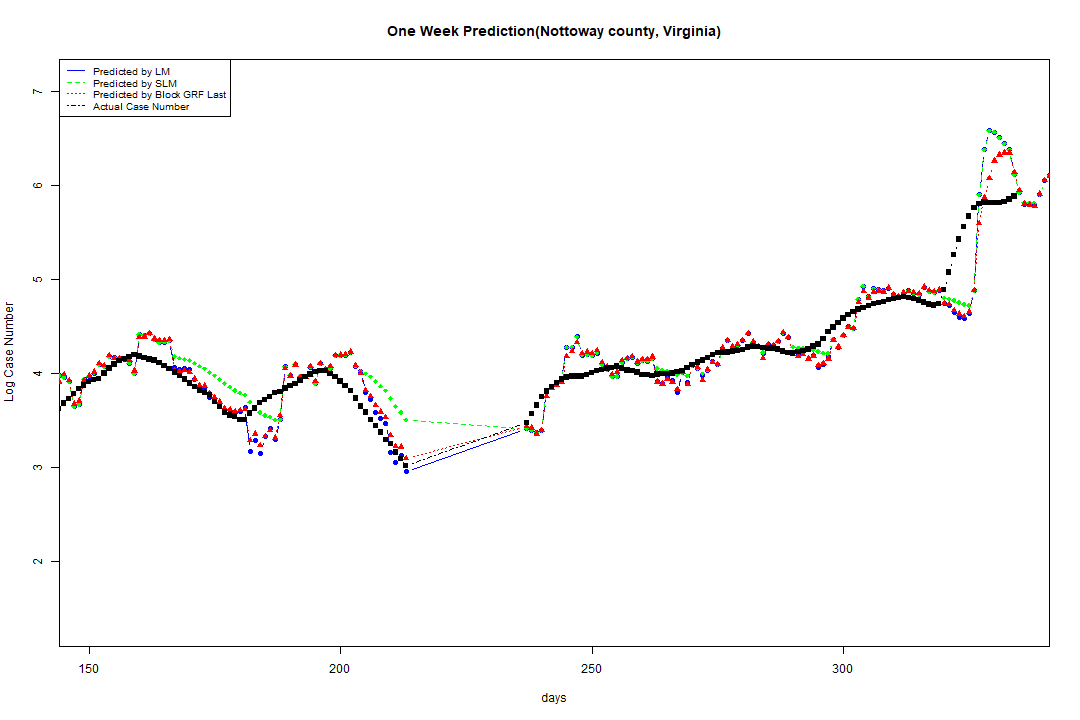 One Week Prediction(Nottoway county, Virginia)
Predicted by LM
Predicted by SLM
Predicted by Block GRF Last
Actual Case Number
7
6
5
4
3
2
Log Case Number
150 200 250 300
days